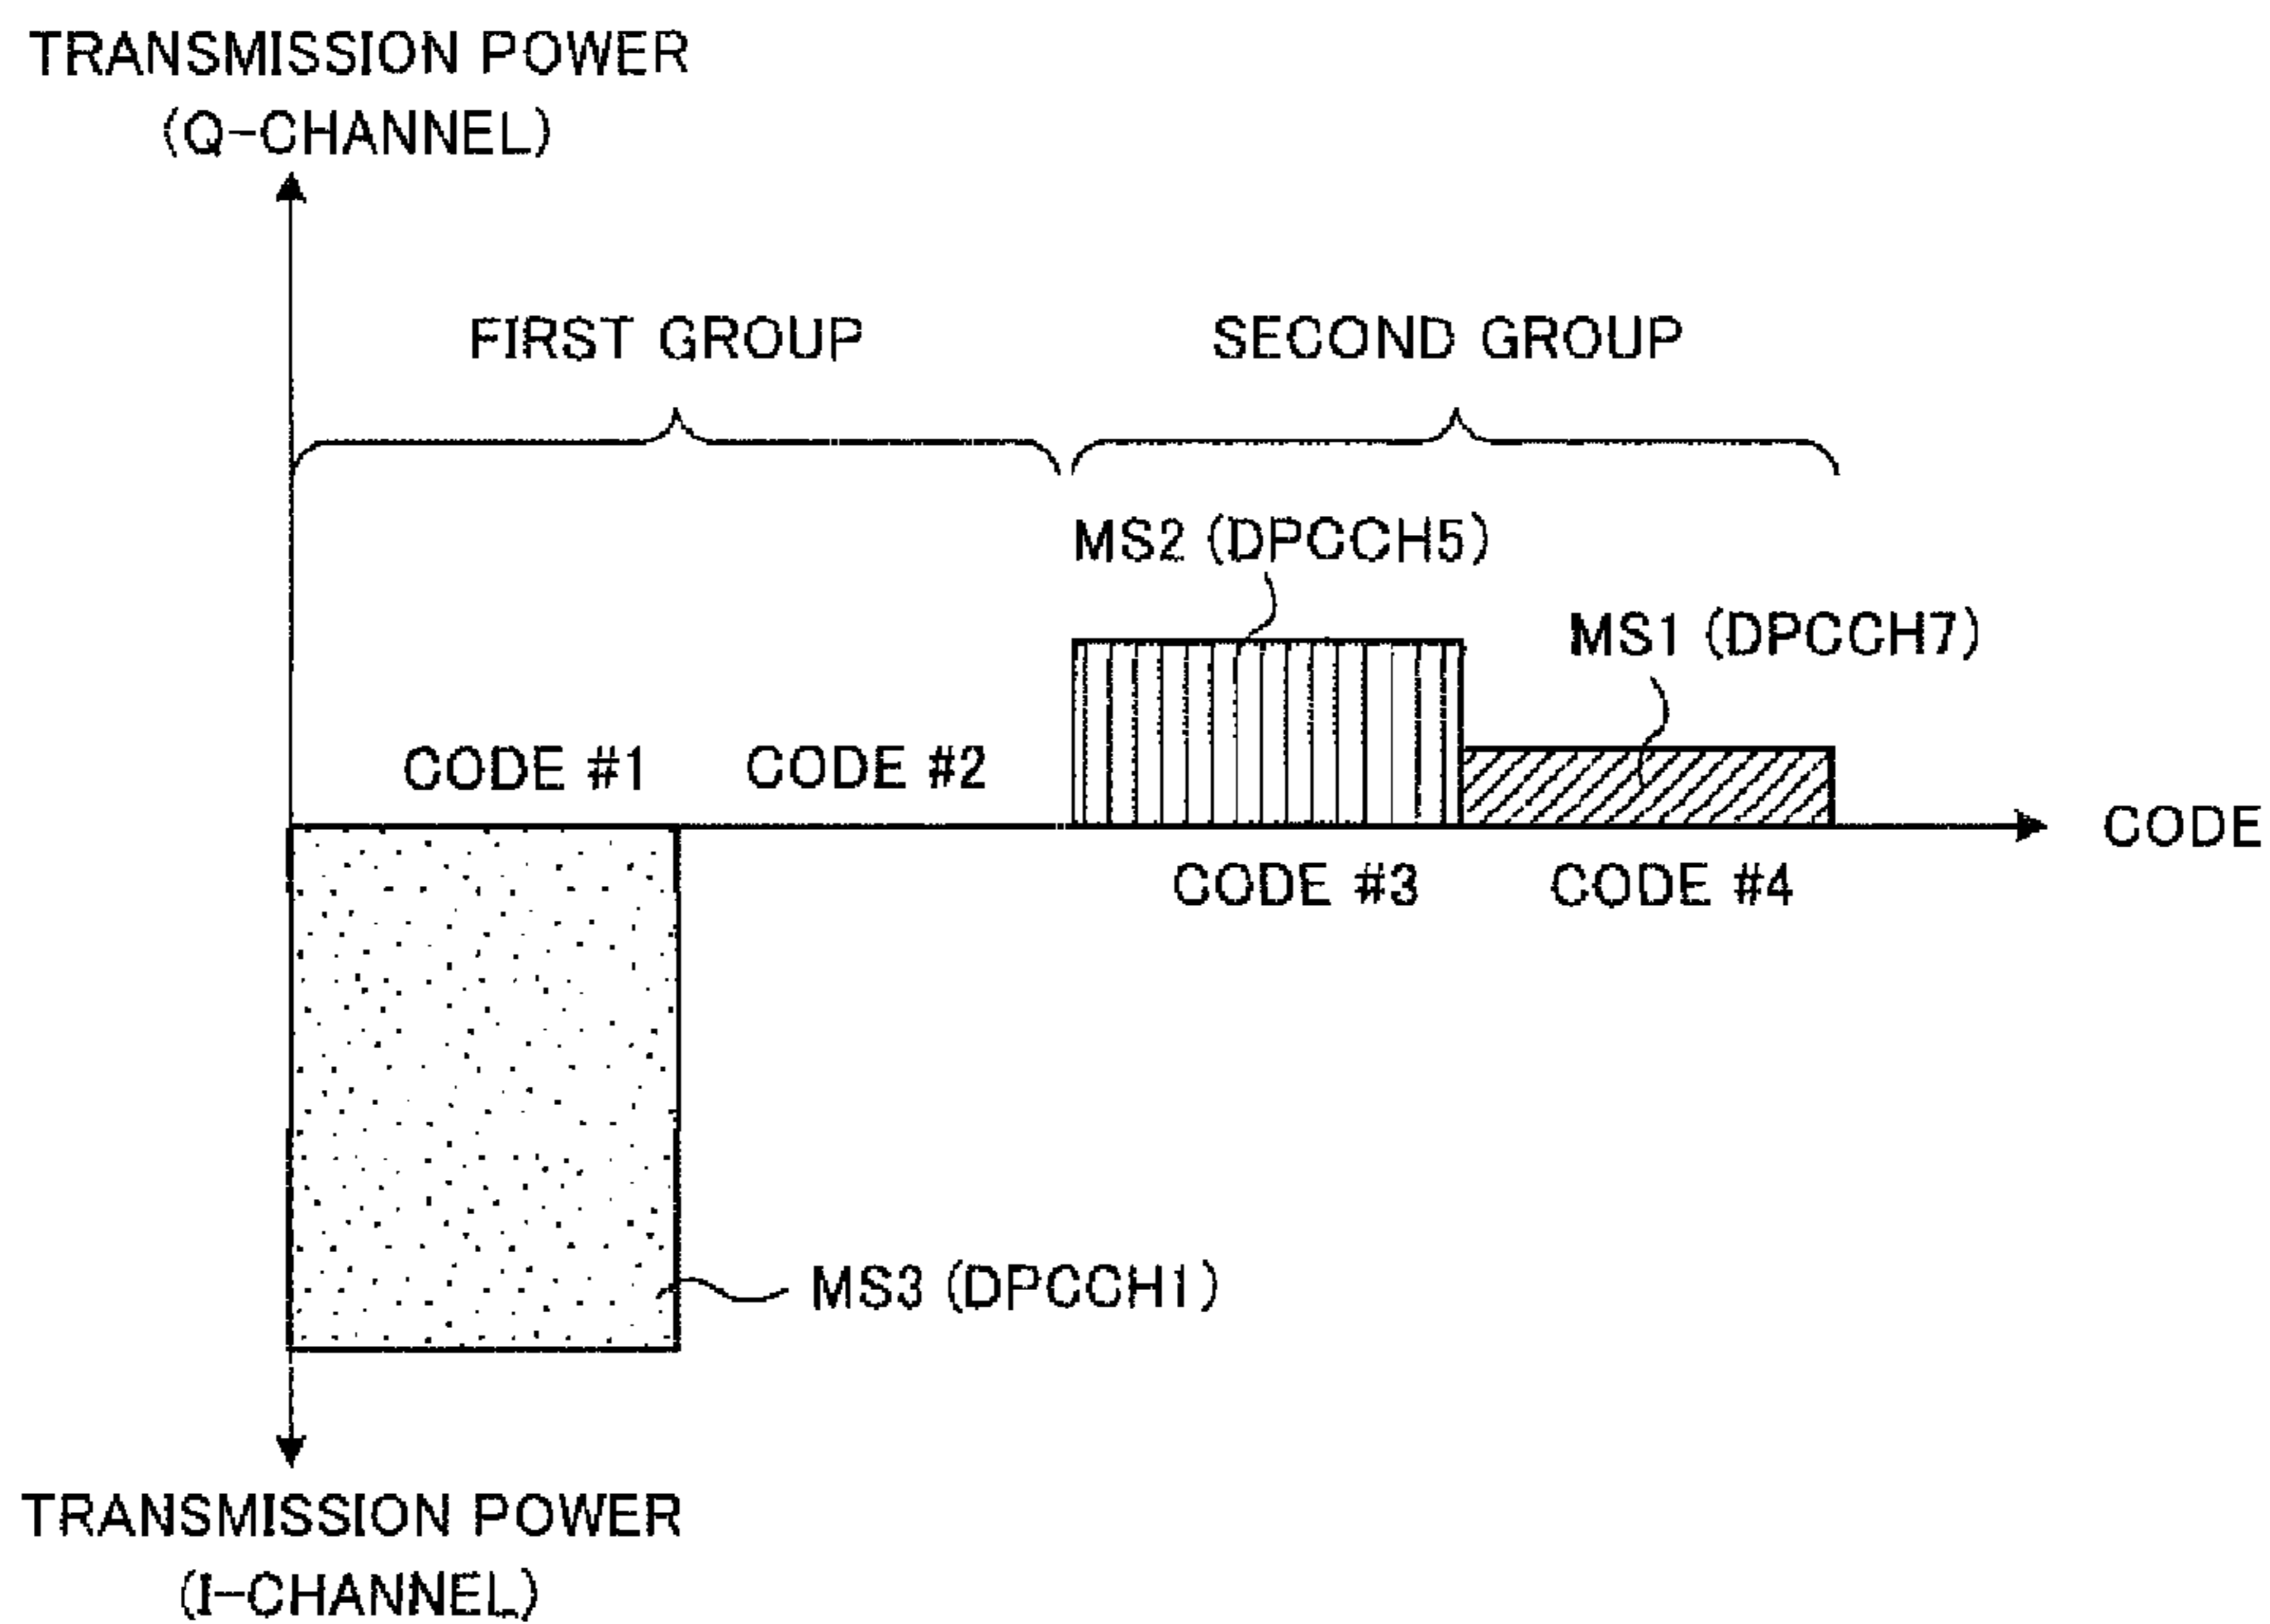 TRANSMISSION POWER
(Q-CHANNEL)
FIRST GROUP
SECOND GROUP
MS2 (DPCCH5)
MS1 (DPCCH7)
CODE #1
CODE #2
CODE
CODE #3
CODE #4
MS3 (DPCCH1)
TRANSMISSION POWER
(I-CHANNEL)